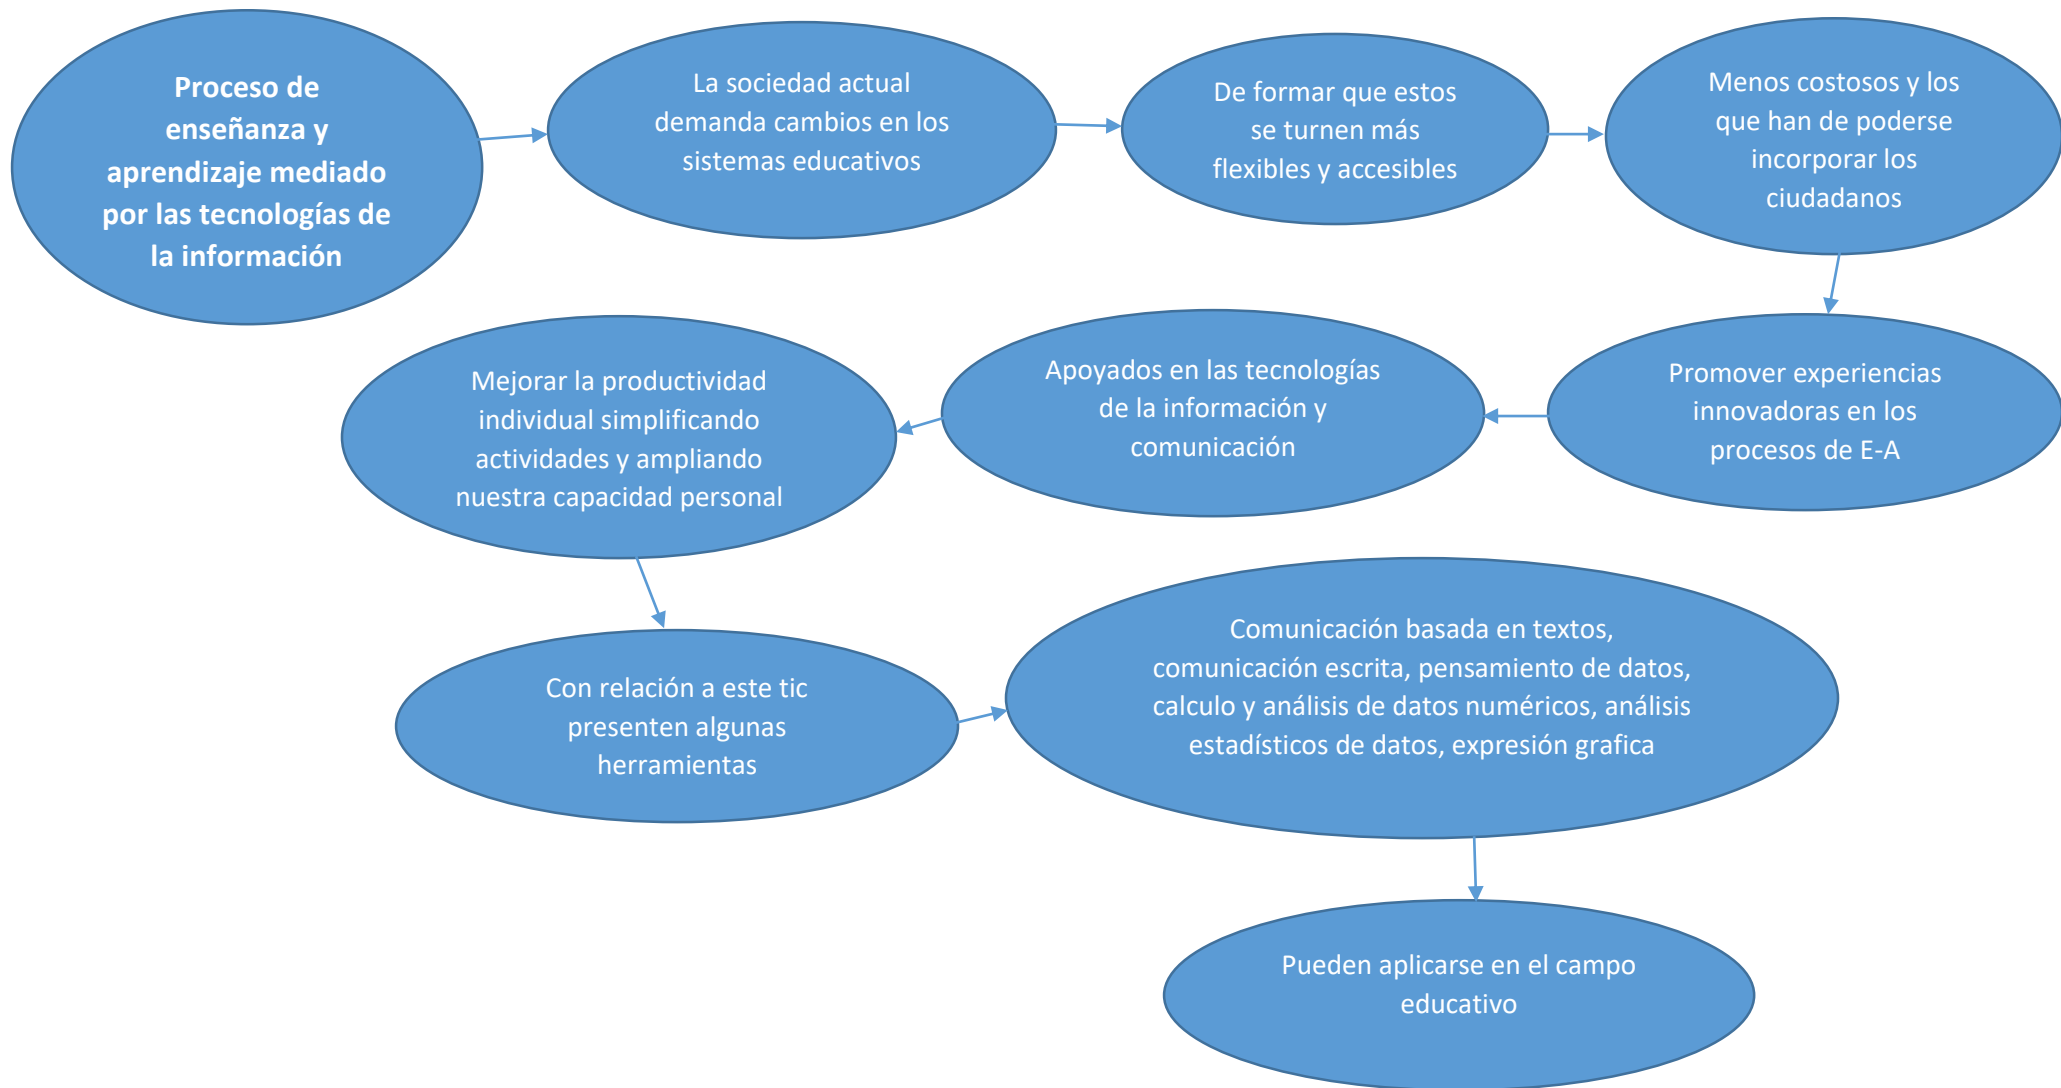 Proceso de
enseñanza y
aprendizaje mediado
por las tecnologías de
la información
La sociedad actual
demanda cambios en los
sistemas educativos
De formar que estos
se turnen más
flexibles y accesibles
Menos costosos y los
que han de poderse
incorporar los
ciudadanos
Promover experiencias
innovadoras en los
procesos de E-A
Apoyados en las tecnologías
de la información y
comunicación
Mejorar la productividad
individual simplificando
actividades y ampliando
nuestra capacidad personal
Con relación a este tic
presenten algunas
herramientas
Comunicación basada en textos,
comunicación escrita, pensamiento de datos,
calculo y análisis de datos numéricos, análisis
estadísticos de datos, expresión grafica
Pueden aplicarse en el campo
educativo